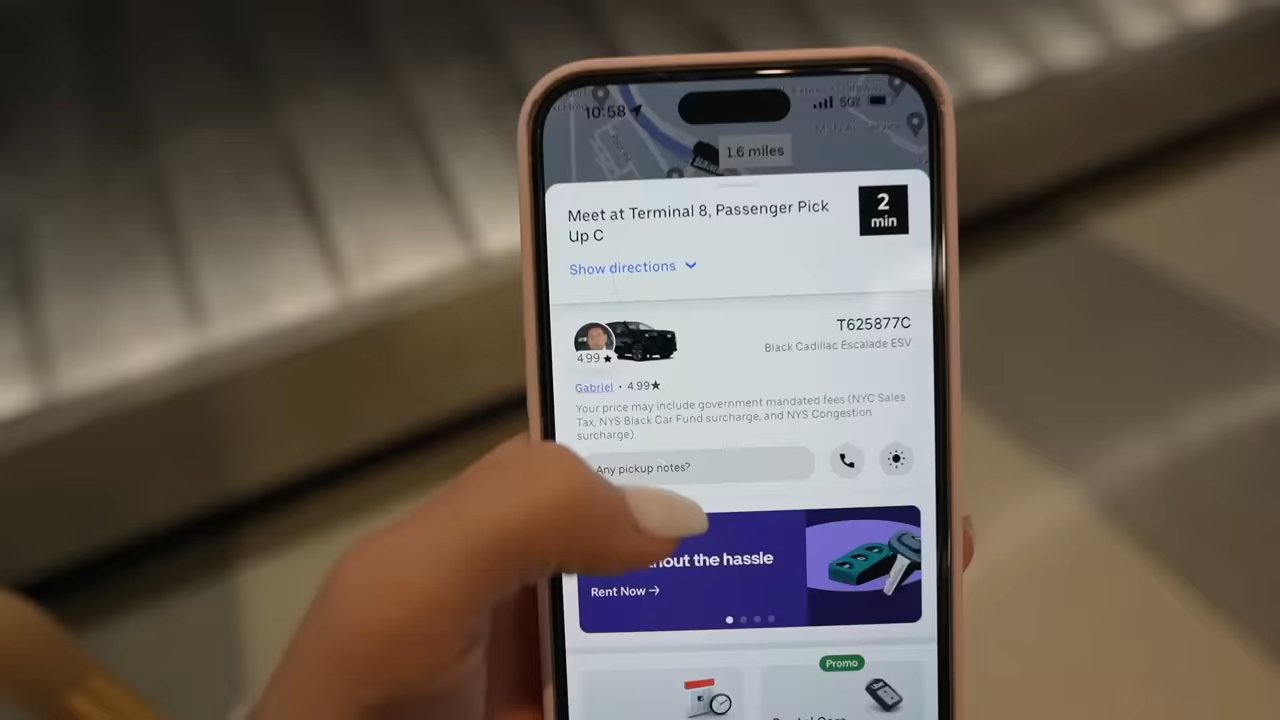 10:58
50%
1.6 miles
Meet at Terminal 8, Passenger Pick
Up C
2
min
Show directions
T625877C
Black Cadillac Escalade ESV
4.99 ★
Gabriel • 4.99★
Your price may include government mandated fees (NYC Sales
Tax, NYS Black Car Fund surcharge, and NYS Congestion
surcharge).
Any pickup notes?
the hassle
Rent Now →
Promo